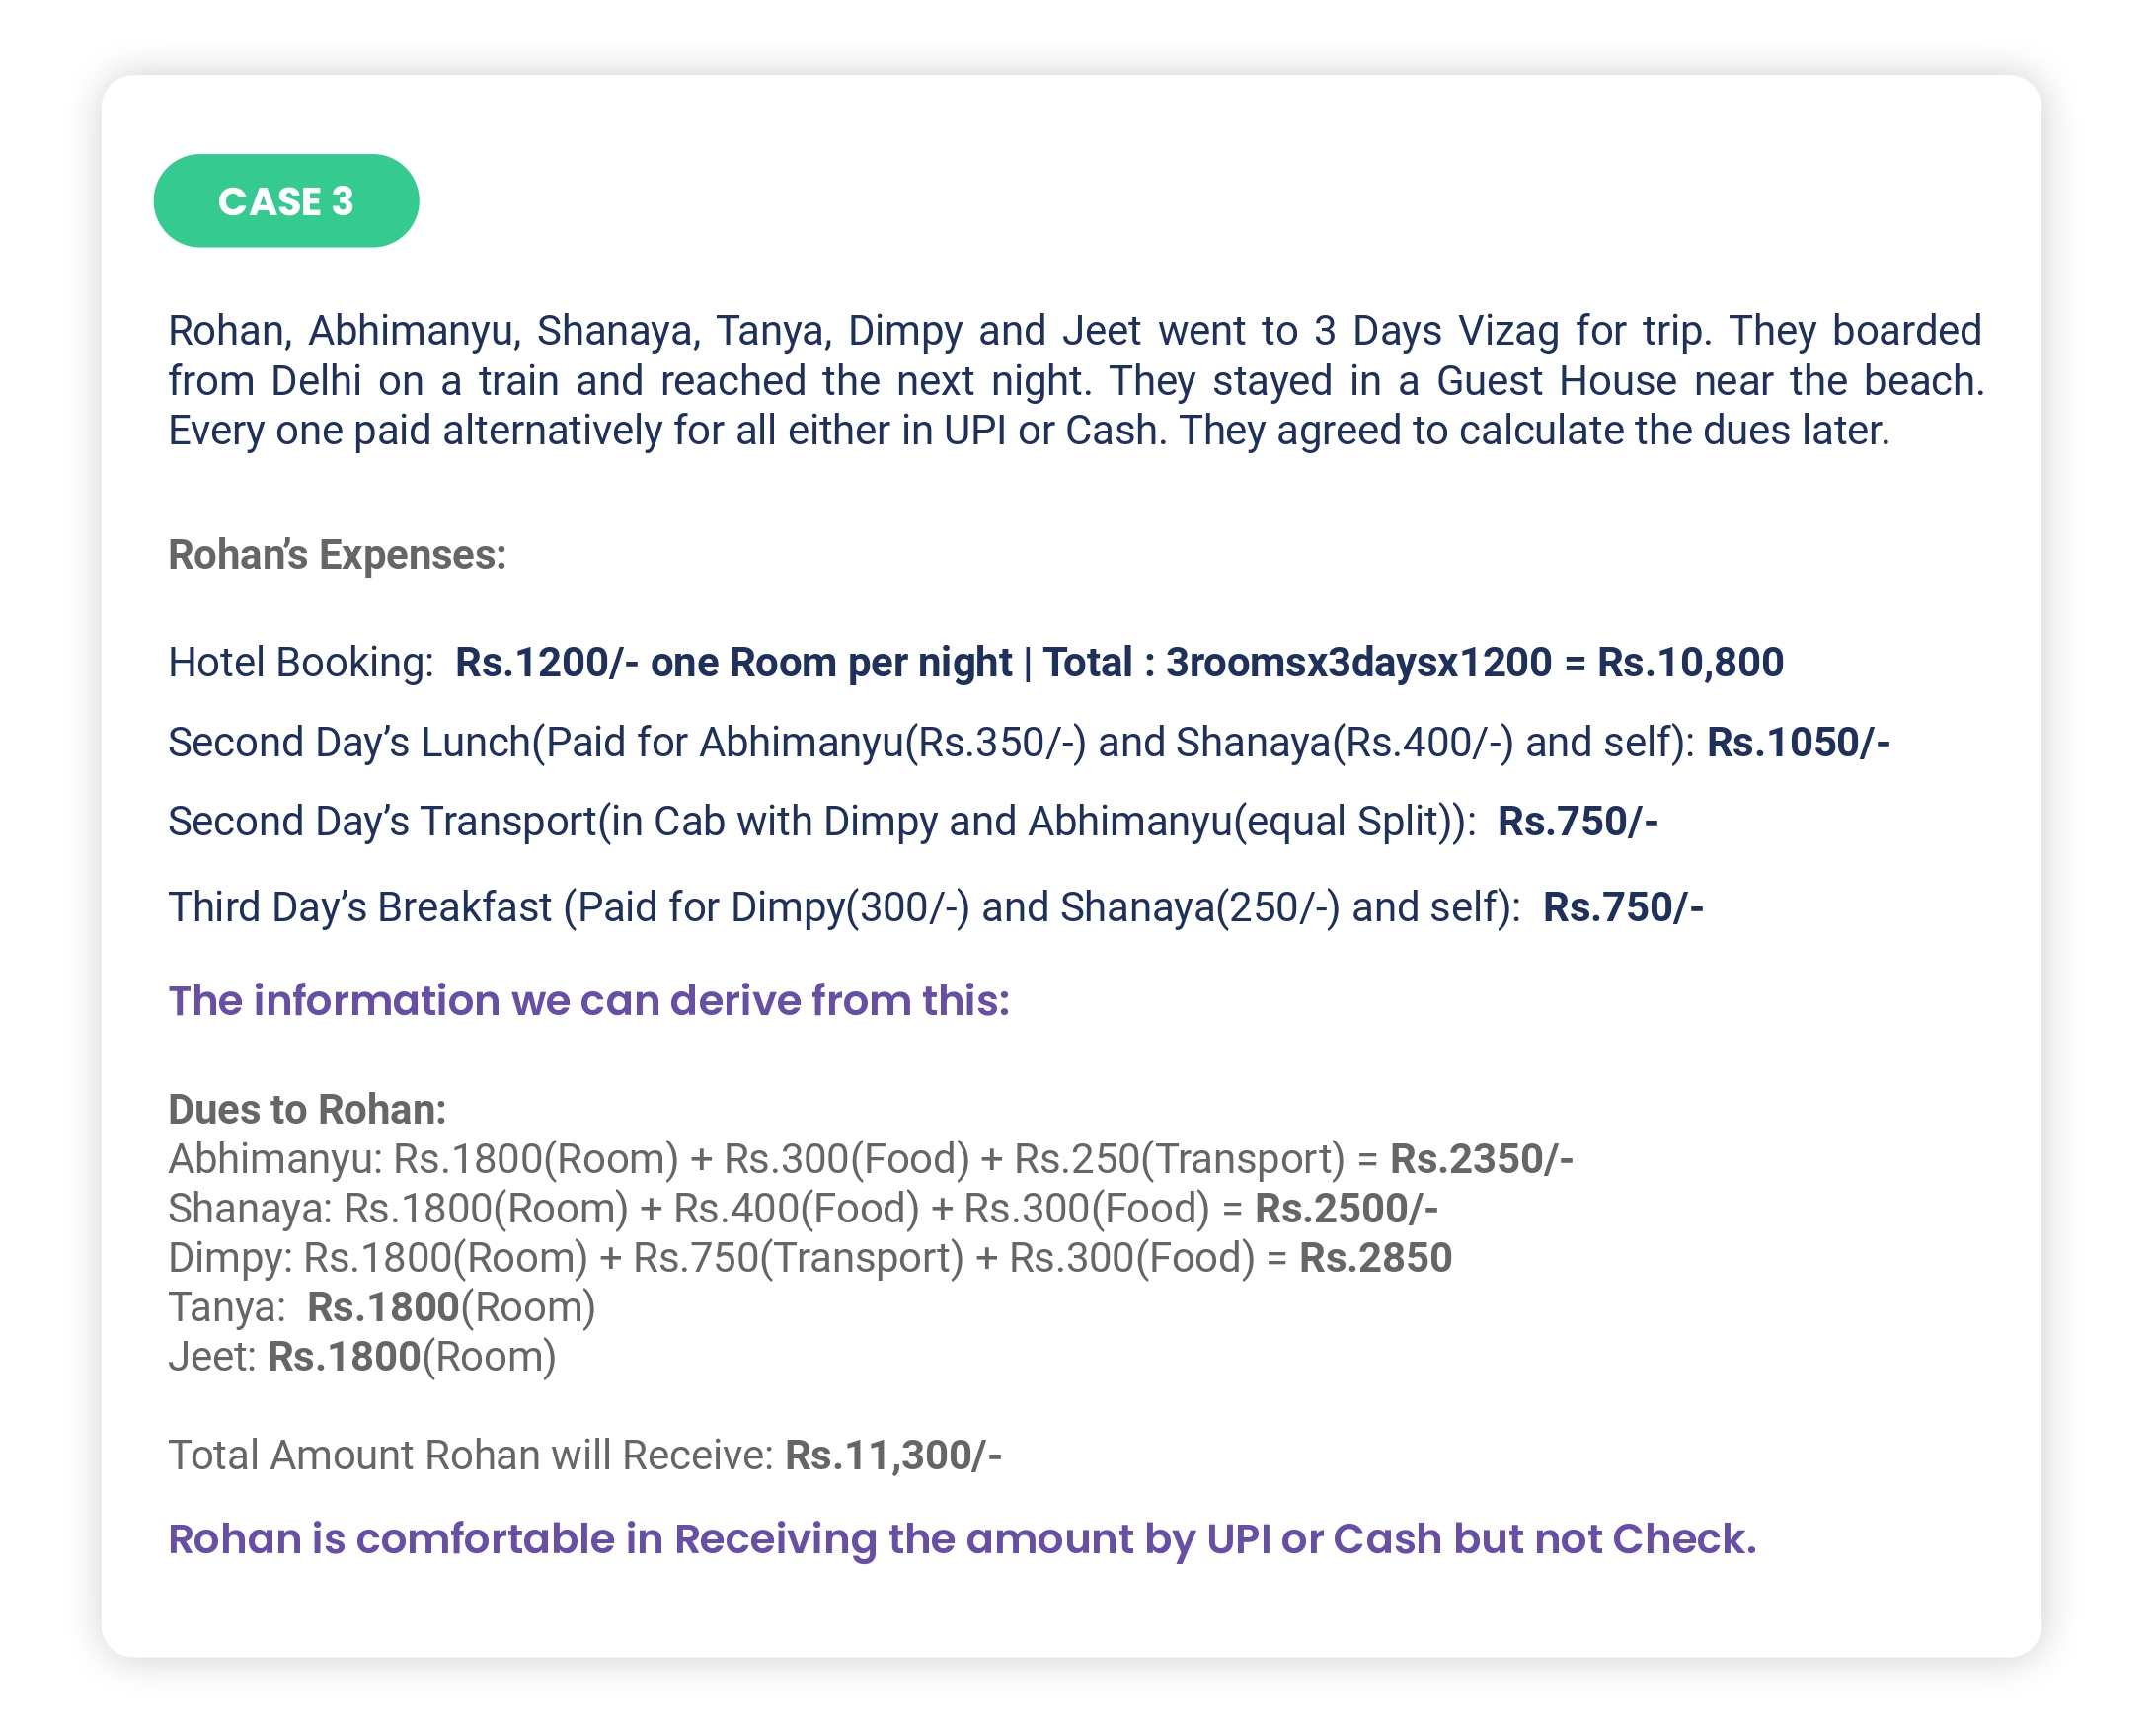 CASE 3
Rohan, Abhimanyu, Shanaya, Tanya, Dimpy and Jeet went to 3 Days Vizag for trip. They boarded
from Delhi on a train and reached the next night. They stayed in a Guest House near the beach.
Every one paid alternatively for all either in UPI or Cash. They agreed to calculate the dues later.
Rohan’s Expenses:
Hotel Booking: Rs.1200/- one Room per night | Total : 3roomsx3daysx1200 = Rs.10,800
Second Day’s Lunch(Paid for Abhimanyu(Rs.350/-) and Shanaya(Rs.400/-) and self): Rs.1050/-
Second Day’s Transport(in Cab with Dimpy and Abhimanyu(equal Split)): Rs.750/-
Third Day’s Breakfast (Paid for Dimpy(300/-) and Shanaya(250/-) and self): Rs.750/-
The information we can derive from this:
Dues to Rohan:
Abhimanyu: Rs.1800(Room) + Rs.300(Food) + Rs.250(Transport) = Rs.2350/-
Shanaya: Rs.1800(Room) + Rs.400(Food) + Rs.300(Food) = Rs.2500/-
Dimpy: Rs.1800(Room) + Rs.750(Transport) + Rs.300(Food) = Rs.2850
Tanya: Rs.1800(Room)
Jeet: Rs.1800(Room)
Total Amount Rohan will Receive: Rs.11,300/-
Rohan is comfortable in Receiving the amount by UPI or Cash but not Check.